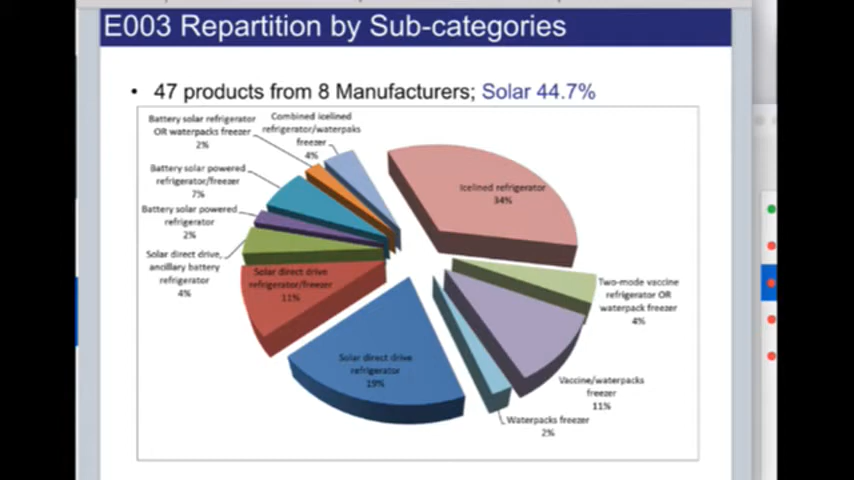 E003 Repartition by Sub-categories
• 47 products from 8 Manufacturers; Solar 44.7%
Battery solar refrigerator
OR waterpacks freezer
2%
Combined icelined
refrigerator/waterpaks
freezer
4%
Icelined refrigerator
34%
Battery solar powered
refrigerator/freezer
7%
Battery solar powered
refrigerator
2%
Solar direct drive,
ancillary battery
refrigerator
4%
Solar direct drive
refrigerator/freezer
11%
Two-mode vaccine
refrigerator OR
waterpack freezer
4%
Solar direct drive
refrigerator
19%
Vaccine/waterpacks
freezer
11%
Waterpacks freezer
2%